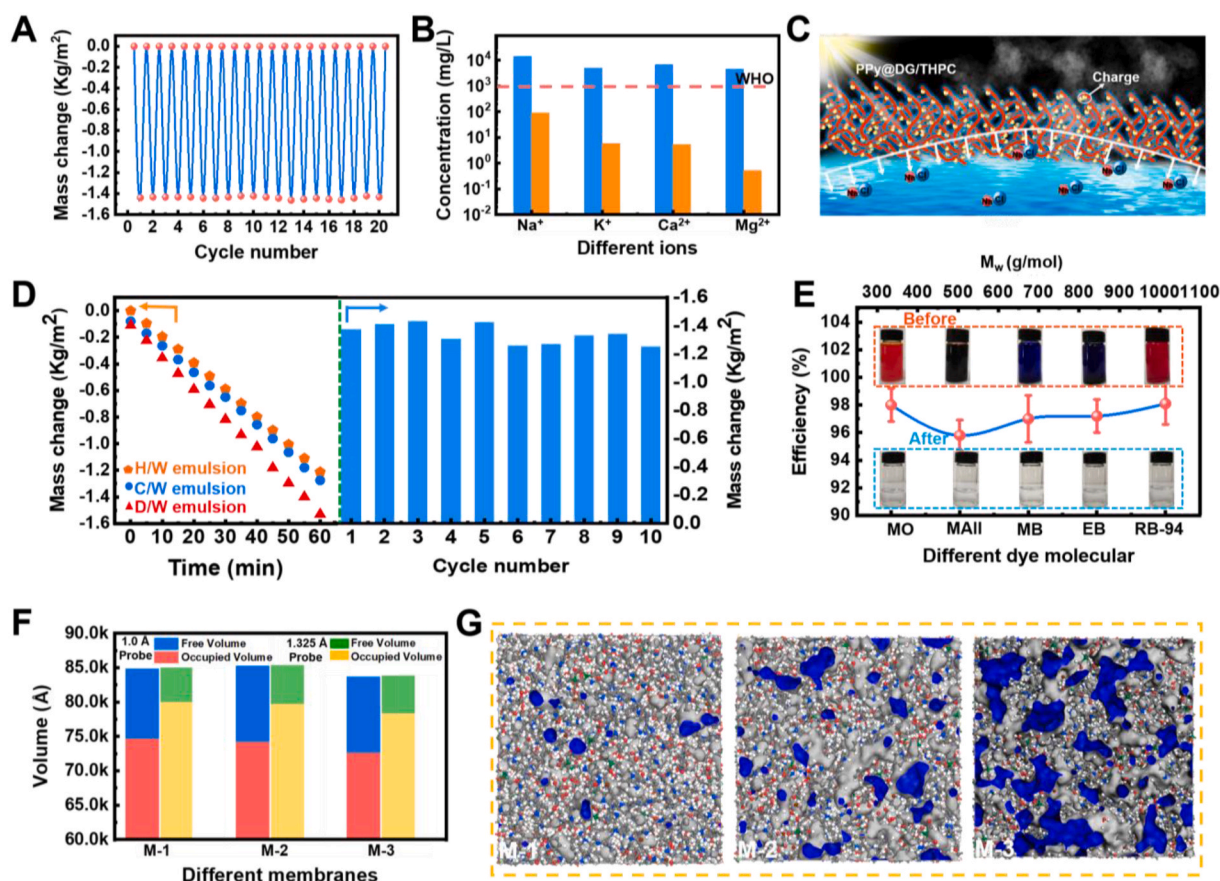 A
Mass change (Kg/m²)
0.0
-0.2
-0.4
-0.6
-0.8
-1.0
-1.2
-1.4
-1.6
0 2 4 6 8 10 12 14 16 18 20
Cycle number
B
Concentration (mg/L)
10⁴
10³
10²
10¹
10⁰
10⁻¹
10⁻²
WHO
Na⁺ K⁺ Ca²⁺ Mg²⁺
Different ions
C
PPy@DG/THPC
Charge
Na Cl
D
Mass change (Kg/m²)
0.0
-0.2
-0.4
-0.6
-0.8
-1.0
-1.2
-1.4
-1.6
H/W emulsion
C/W emulsion
D/W emulsion
0 10 20 30 40 50 60
Time (min)
1 2 3 4 5 6 7 8 9 10
Cycle number
-1.6
-1.4
-1.2
-1.0
-0.8
-0.6
-0.4
-0.2
0.0
Mass change (Kg/m²)
E
Mw (g/mol)
300 400 500 600 700 800 900 1000 1100
Efficiency (%)
104
102
100
98
96
94
92
90
Before
After
MO MAII MB EB RB-94
Different dye molecular
F
Volume (Å)
90.0k
85.0k
80.0k
75.0k
70.0k
65.0k
60.0k
1.0 Å Probe
Free Volume
Occupied Volume
1.325 Å Probe
Free Volume
Occupied Volume
M-1 M-2 M-3
Different membranes
G
M-1
M-2
M-3